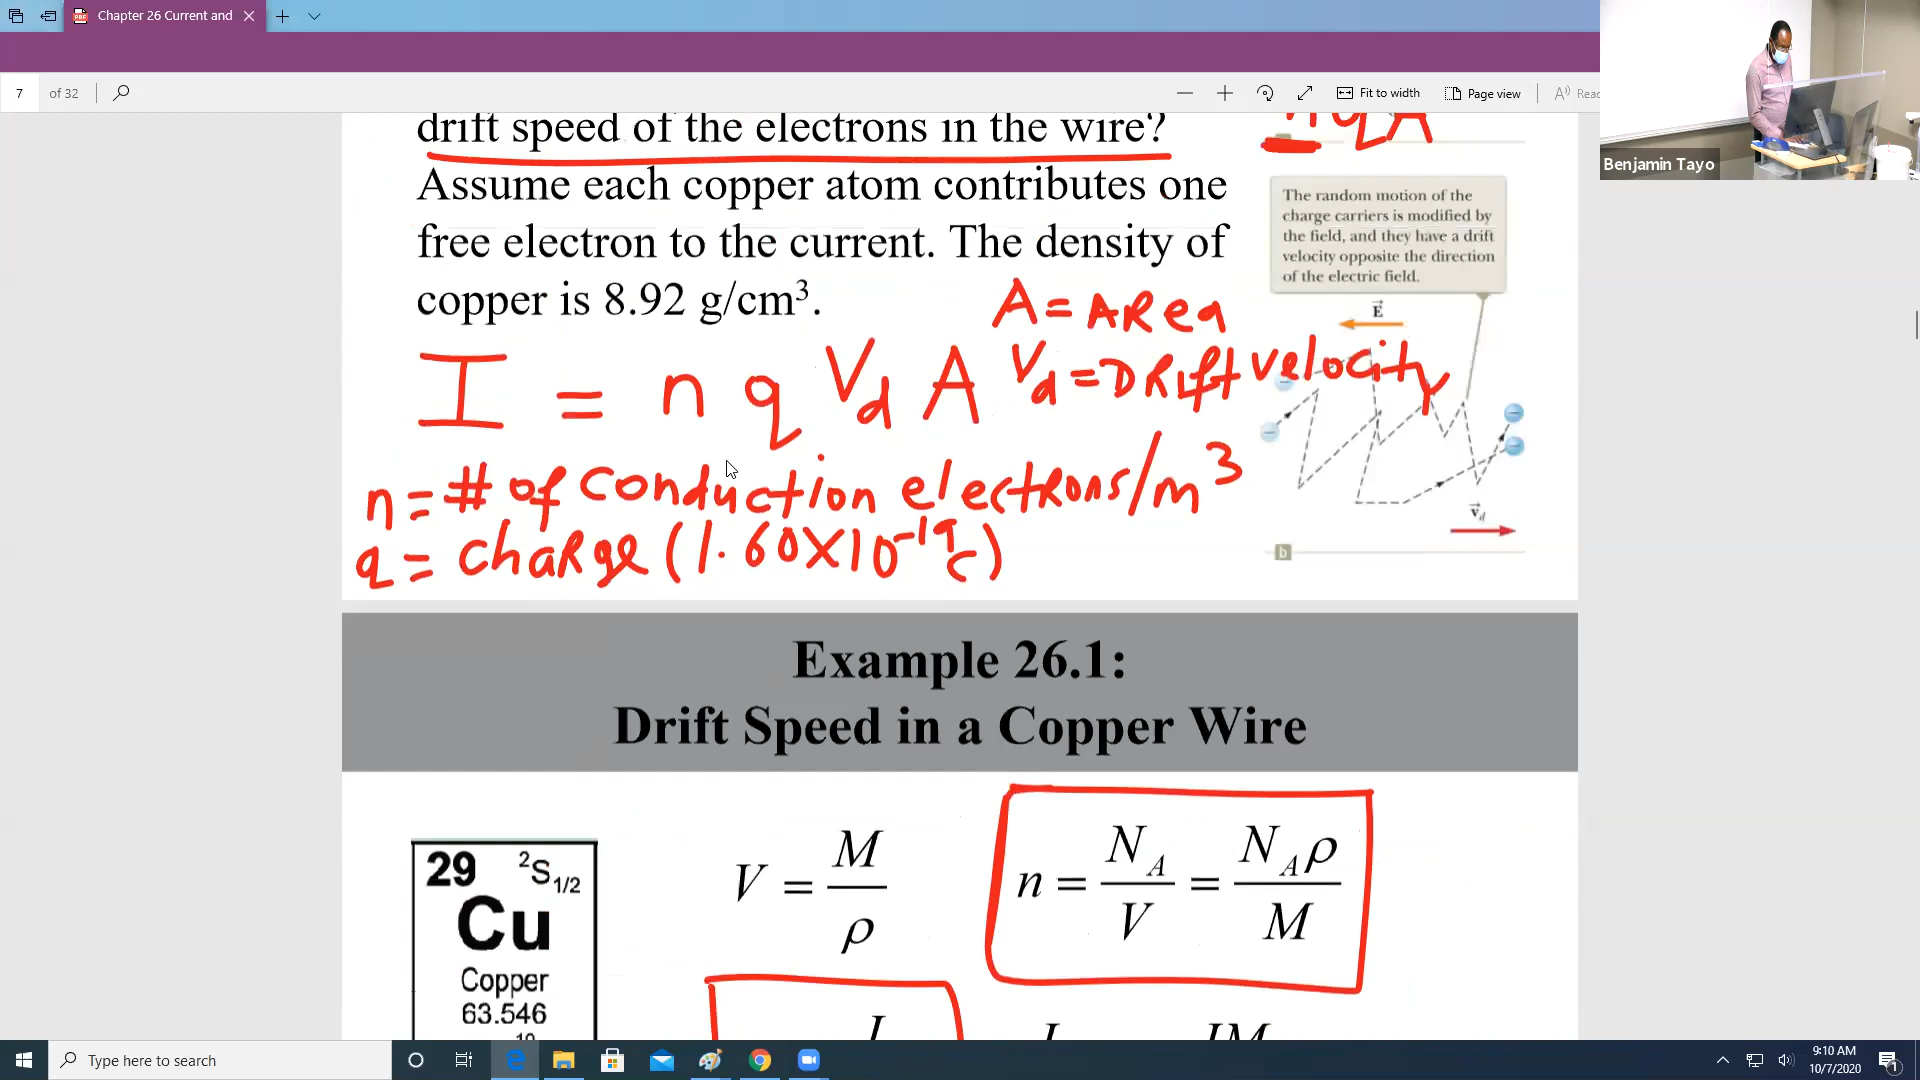 Chapter 26 Current and
7 of 32
Fit to width
Page view
Benjamin Tayo
drift speed of the electrons in the wire?
n q A
Assume each copper atom contributes one
free electron to the current. The density of
copper is 8.92 g/cm³.
The random motion of the
charge carriers is modified by
the field, and they have a drift
velocity opposite the direction
of the electric field.
A = Area
E
I = n q Vd A
Vd = Drift velocity
n = # of conduction electrons/m³
q = charge (1.60X10⁻¹⁹C)
vd
b
Example 26.1:
Drift Speed in a Copper Wire
29 ²S1/2
Cu
Copper
63.546
V = M/ρ
n = N_A/V = N_Aρ/M
Type here to search
9:10 AM
10/7/2020